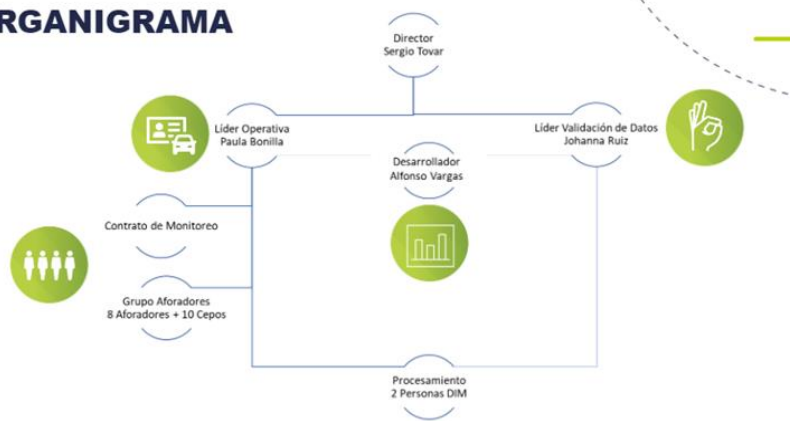 RGANIGRAMA
Director
Sergio Tovar
Líder Operativa
Paula Bonilla
Líder Validación de Datos
Johanna Ruiz
Desarrollador
Alfonso Vargas
Contrato de Monitoreo
Grupo Aforadores
8 Aforadores + 10 Cepos
Procesamiento
2 Personas DIM